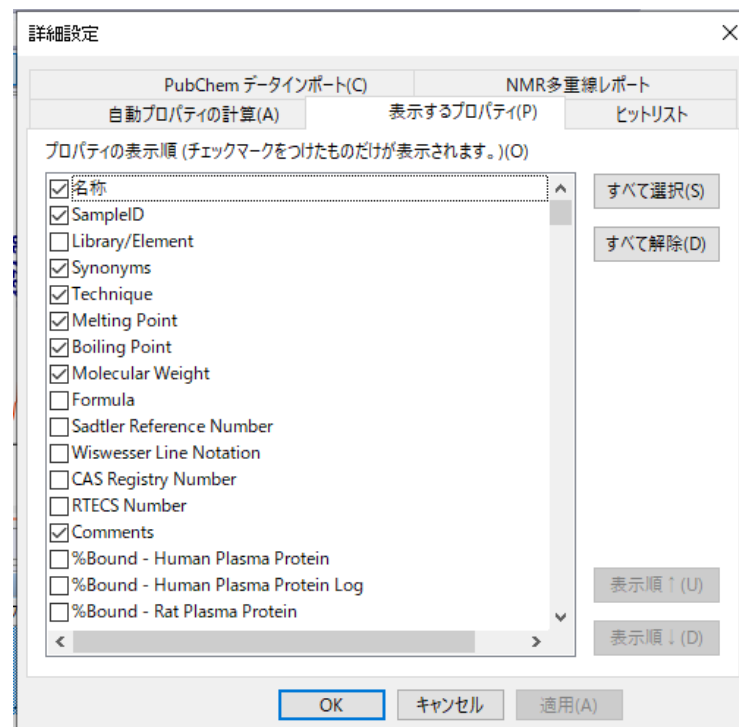 詳細設定
PubChem データインポート(C)
NMR多重線レポート
自動プロパティの計算(A)
表示するプロパティ(P)
ヒットリスト
プロパティの表示順 (チェックマークをつけたものだけが表示されます。)(O)
名称
SampleID
Library/Element
Synonyms
Technique
Melting Point
Boiling Point
Molecular Weight
Formula
Sadtler Reference Number
Wiswesser Line Notation
CAS Registry Number
RTECS Number
Comments
%Bound - Human Plasma Protein
%Bound - Human Plasma Protein Log
%Bound - Rat Plasma Protein
すべて選択(S)
すべて解除(D)
表示順↑(U)
表示順↓(D)
OK
キャンセル
適用(A)